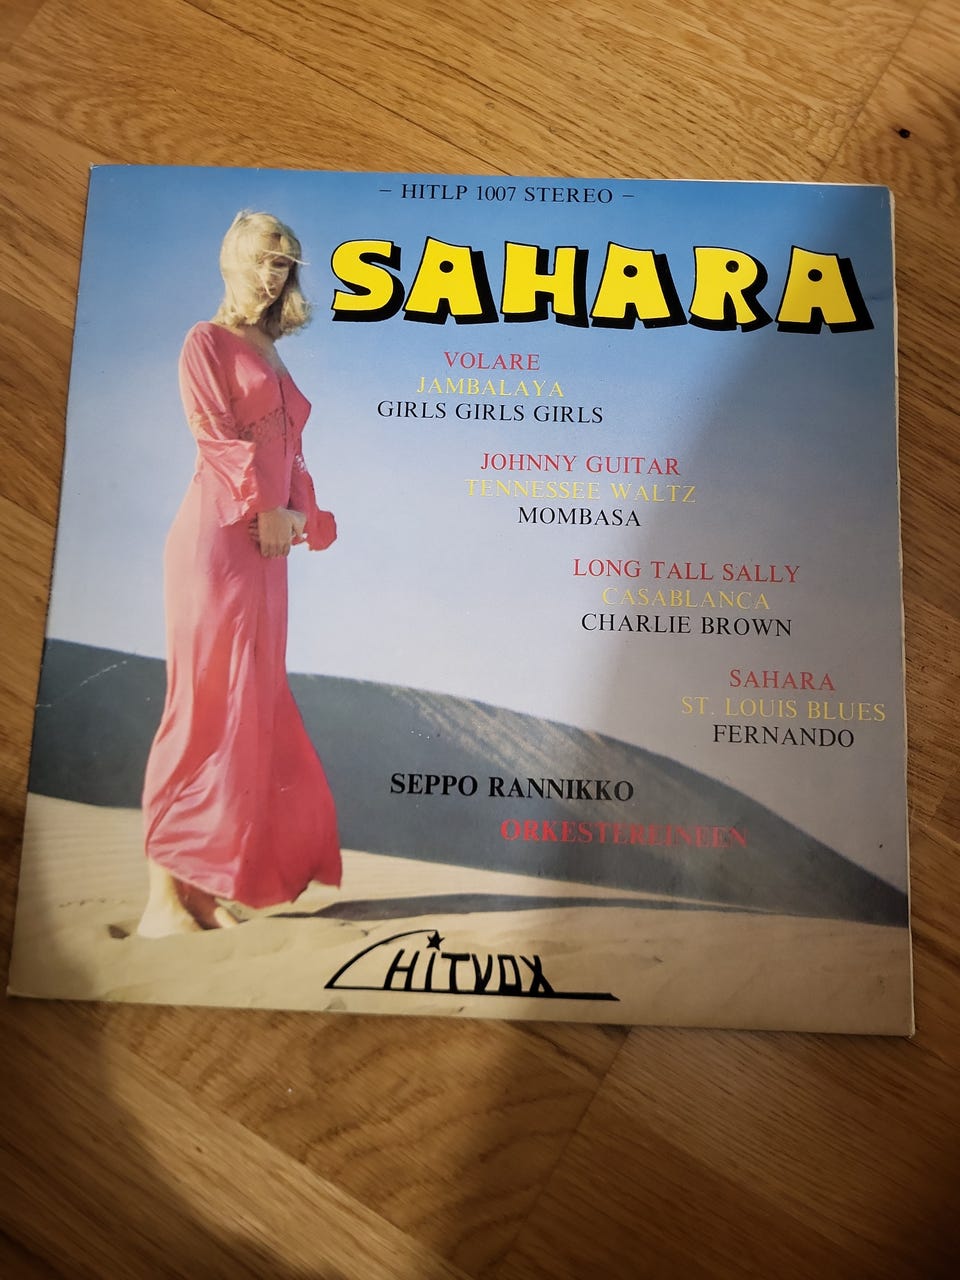 – HITLP 1007 STEREO –
SAHARA
VOLARE
JAMBALAYA
GIRLS GIRLS GIRLS
JOHNNY GUITAR
TENNESSEE WALTZ
MOMBASA
LONG TALL SALLY
CASABLANCA
CHARLIE BROWN
SAHARA
ST. LOUIS BLUES
FERNANDO
SEPPO RANNIKKO
ORKESTEREINEEN
HITVOX